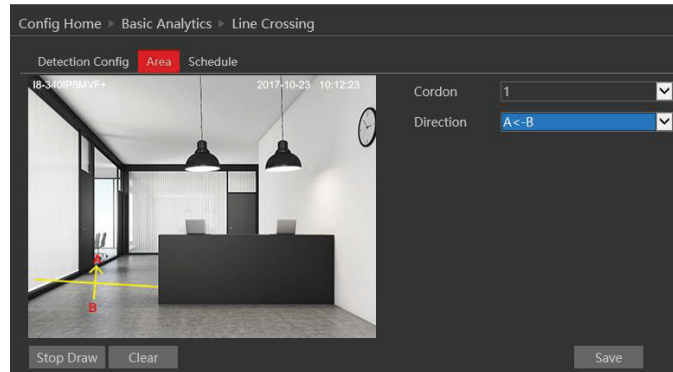 Config Home ▸ Basic Analytics ▸ Line Crossing
Detection Config Area Schedule
I8-340IP5MVF+ 2017-10-23 10:12:23
Cordon 1
Direction A<-B
A
B
Stop Draw Clear Save